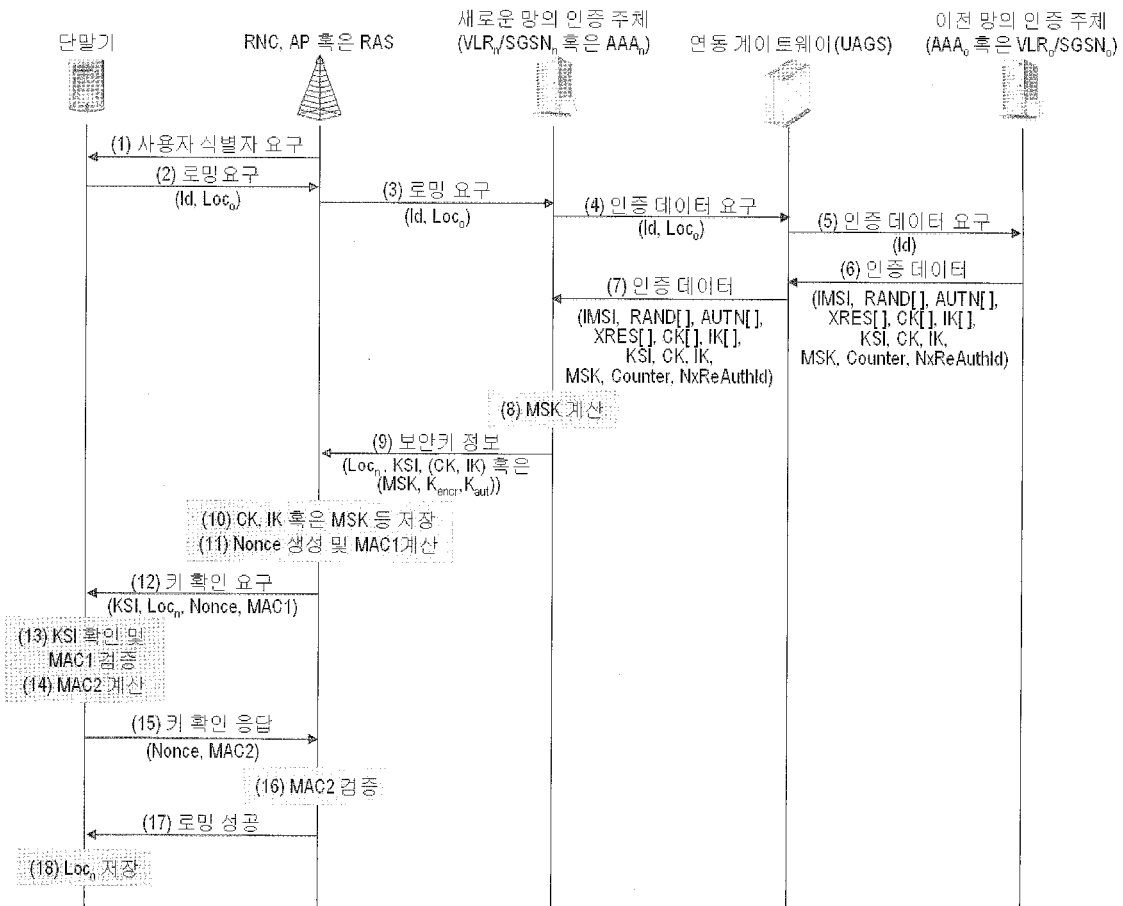 단말기
RNC, AP 혹은 RAS
새로운 망의 인증 주체
(VLRn/SGSNn 혹은 AAAn)
연동 게이트웨이(UAGS)
이전 망의 인증 주체
(AAAo 혹은 VLRo/SGSNo)
(1) 사용자 식별자 요구
(2) 로밍요구
(Id, Loco)
(3) 로밍 요구
(Id, Loco)
(4) 인증 데이터 요구
(Id, Loco)
(5) 인증 데이터 요구
(Id)
(6) 인증 데이터
(IMSI, RAND[ ], AUTN[ ],
XRES[ ], CK[ ], IK[ ],
KSI, CK, IK,
MSK, Counter, NxReAuthId)
(7) 인증 데이터
(IMSI, RAND[ ], AUTN[ ],
XRES[ ], CK[ ], IK[ ],
KSI, CK, IK,
MSK, Counter, NxReAuthId)
(8) MSK 계산
(9) 보안키 정보
(Locn, KSI, (CK, IK) 혹은
(MSK, Kencr,Kaut))
(10) CK, IK 혹은 MSK 등 저장
(11) Nonce 생성 및 MAC1계산
(12) 키 확인 요구
(KSI, Locn, Nonce, MAC1)
(13) KSI 확인 및
MAC1 검증
(14) MAC2 계산
(15) 키 확인 응답
(Nonce, MAC2)
(16) MAC2 검증
(17) 로밍 성공
(18) Locn 저장